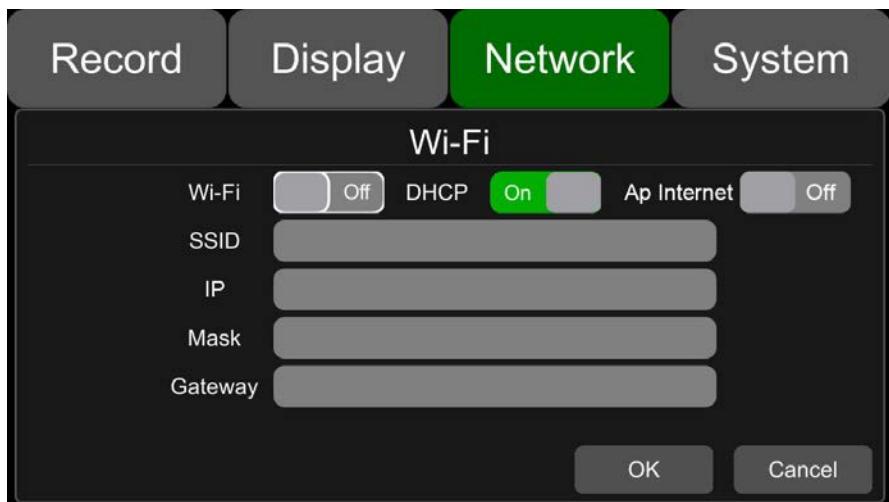 Record Display Network System
Wi-Fi
Wi-Fi Off DHCP On Ap Internet Off
SSID
IP
Mask
Gateway
OK Cancel